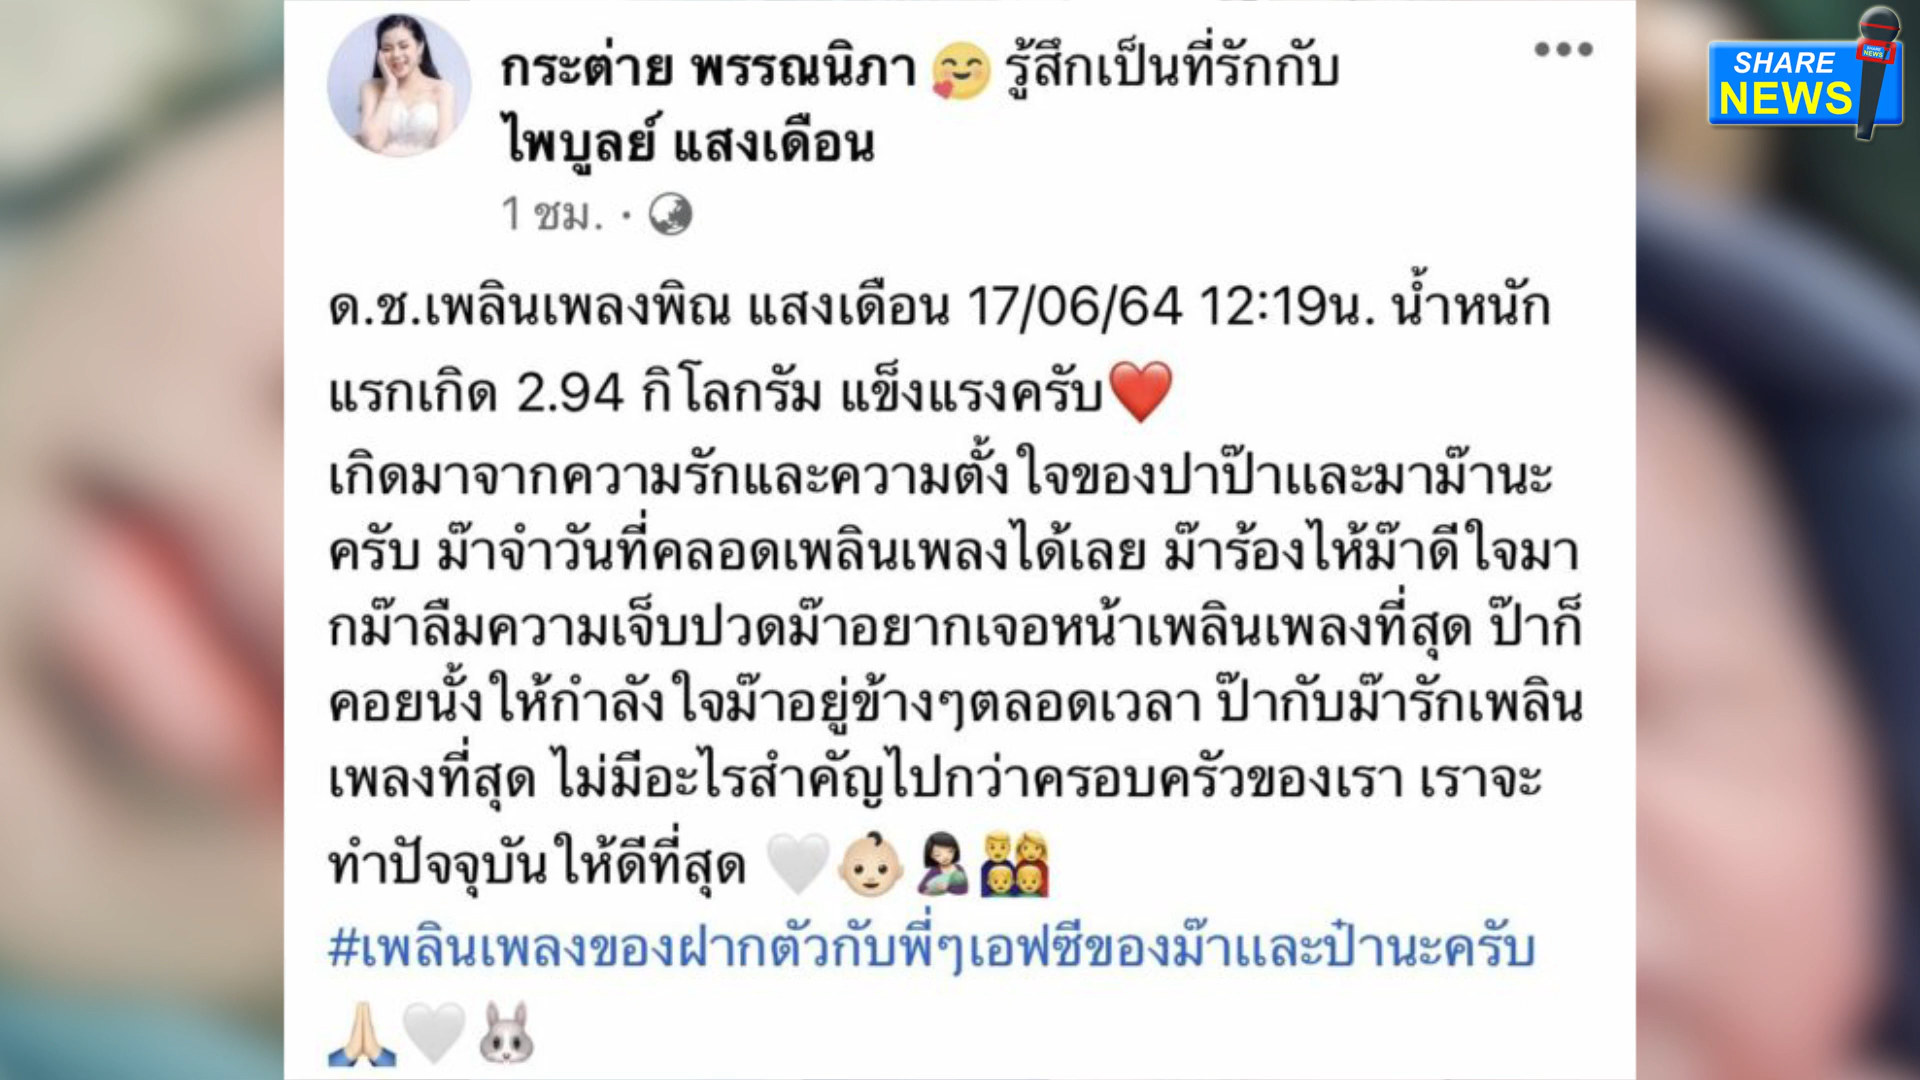 กระต่าย พรรณนิภา 🥰 รู้สึกเป็นที่รักกับ
ไพบูลย์ แสงเดือน
1 ชม. ·
SHARE
NEWS
ด.ช.เพลินเพลงพิณ แสงเดือน 17/06/64 12:19น. น้ำหนัก
แรกเกิด 2.94 กิโลกรัม แข็งแรงครับ❤️
เกิดมาจากความรักและความตั้งใจของปาป๊าและมาม๊านะ
ครับ ม๊าจำวันที่คลอดเพลินเพลงได้เลย ม๊าร้องไห้ม๊าดีใจมา
กม๊าลืมความเจ็บปวดม๊าอยากเจอหน้าเพลินเพลงที่สุด ป๊าก็
คอยนั้งให้กำลังใจม๊าอยู่ข้างๆตลอดเวลา ป๊ากับม๊ารักเพลิน
เพลงที่สุด ไม่มีอะไรสำคัญไปกว่าครอบครัวของเรา เราจะ
ทำปัจจุบันให้ดีที่สุด 🤍👶🏻🤱🏻👨‍👩‍👦‍👦
#เพลินเพลงของฝากตัวกับพี่ๆเอฟซีของม๊าและป๋านะครับ
🙏🏻🤍🐰